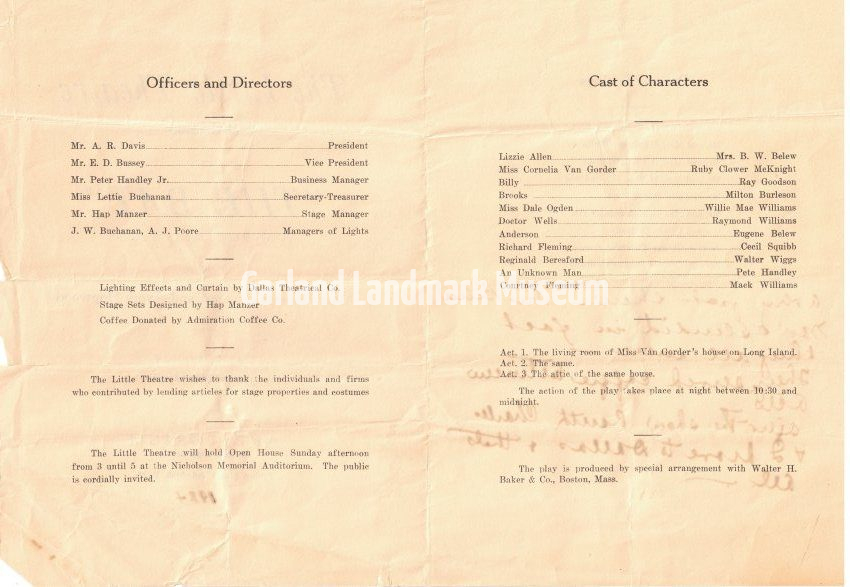 Officers and Directors
Mr. A. R. Davis President
Mr. E. D. Bussey Vice President
Mr. Peter Handley Jr. Business Manager
Miss Lettie Buchanan Secretary-Treasurer
Mr. Hap Manzer Stage Manager
J. W. Buchanan, A. J. Poore Managers of Lights
Lighting Effects and Curtain by Dallas Theatrical Co.
Stage Sets Designed by Hap Manzer
Coffee Donated by Admiration Coffee Co.
The Little Theatre wishes to thank the individuals and firms
who contributed by lending articles for stage properties and costumes
The Little Theatre will hold Open House Sunday afternoon
from 3 until 5 at the Nicholson Memorial Auditorium. The public
is cordially invited.
Cast of Characters
Lizzie Allen Mrs. B. W. Belew
Miss Cornelia Van Gorder Ruby Clower McKnight
Billy Ray Goodson
Brooks Milton Burleson
Miss Dale Ogden Willie Mae Williams
Doctor Wells Raymond Williams
Anderson Eugene Belew
Richard Fleming Cecil Squibb
Reginald Beresford Walter Wiggs
An Unknown Man Pete Handley
Courtney Fleming Mack Williams
Act. 1. The living room of Miss Van Gorder's house on Long Island.
Act. 2. The same.
Act. 3 The attic of the same house.
The action of the play takes place at night between 10:30 and
midnight.
The play is produced by special arrangement with Walter H.
Baker & Co., Boston, Mass.
Garland Landmark Museum